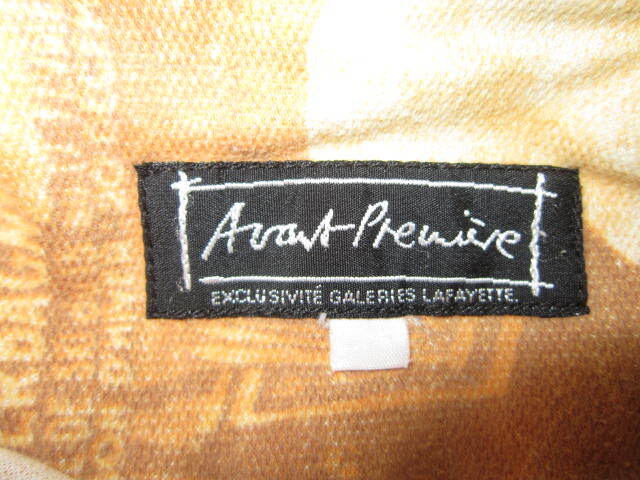 Avant-Première
EXCLUSIVITÉ GALERIES LAFAYETTE.